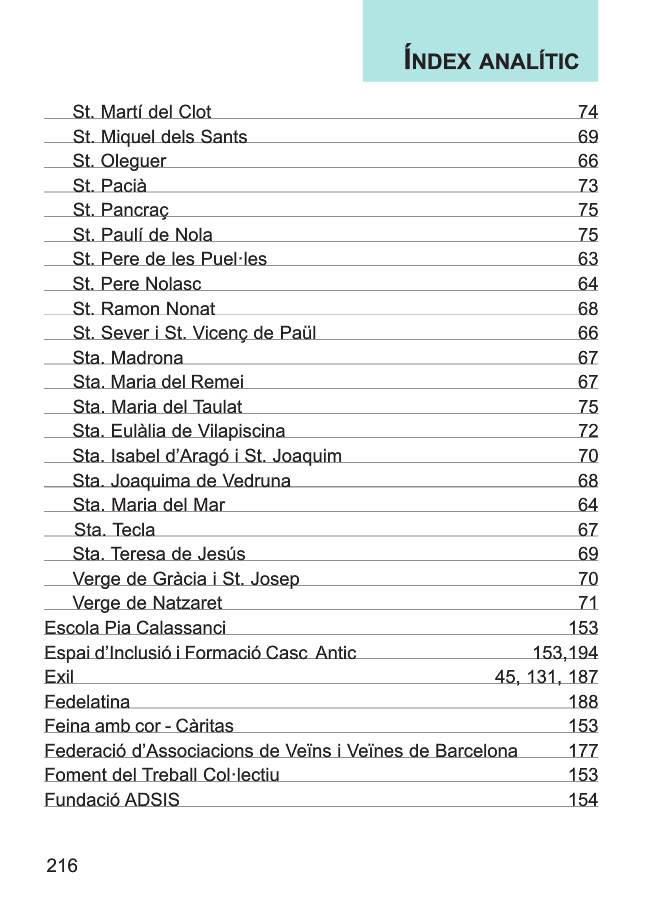 ÍNDEX ANALÍTIC
St. Martí del Clot 74
St. Miquel dels Sants 69
St. Oleguer 66
St. Pacià 73
St. Pancraç 75
St. Paulí de Nola 75
St. Pere de les Puel·les 63
St. Pere Nolasc 64
St. Ramon Nonat 68
St. Sever i St. Vicenç de Paül 66
Sta. Madrona 67
Sta. Maria del Remei 67
Sta. Maria del Taulat 75
Sta. Eulàlia de Vilapiscina 72
Sta. Isabel d’Aragó i St. Joaquim 70
Sta. Joaquima de Vedruna 68
Sta. Maria del Mar 64
Sta. Tecla 67
Sta. Teresa de Jesús 69
Verge de Gràcia i St. Josep 70
Verge de Natzaret 71
Escola Pia Calassanci 153
Espai d’Inclusió i Formació Casc Antic 153,194
Exil 45, 131, 187
Fedelatina 188
Feina amb cor - Càritas 153
Federació d’Associacions de Veïns i Veïnes de Barcelona 177
Foment del Treball Col·lectiu 153
Fundació ADSIS 154
216